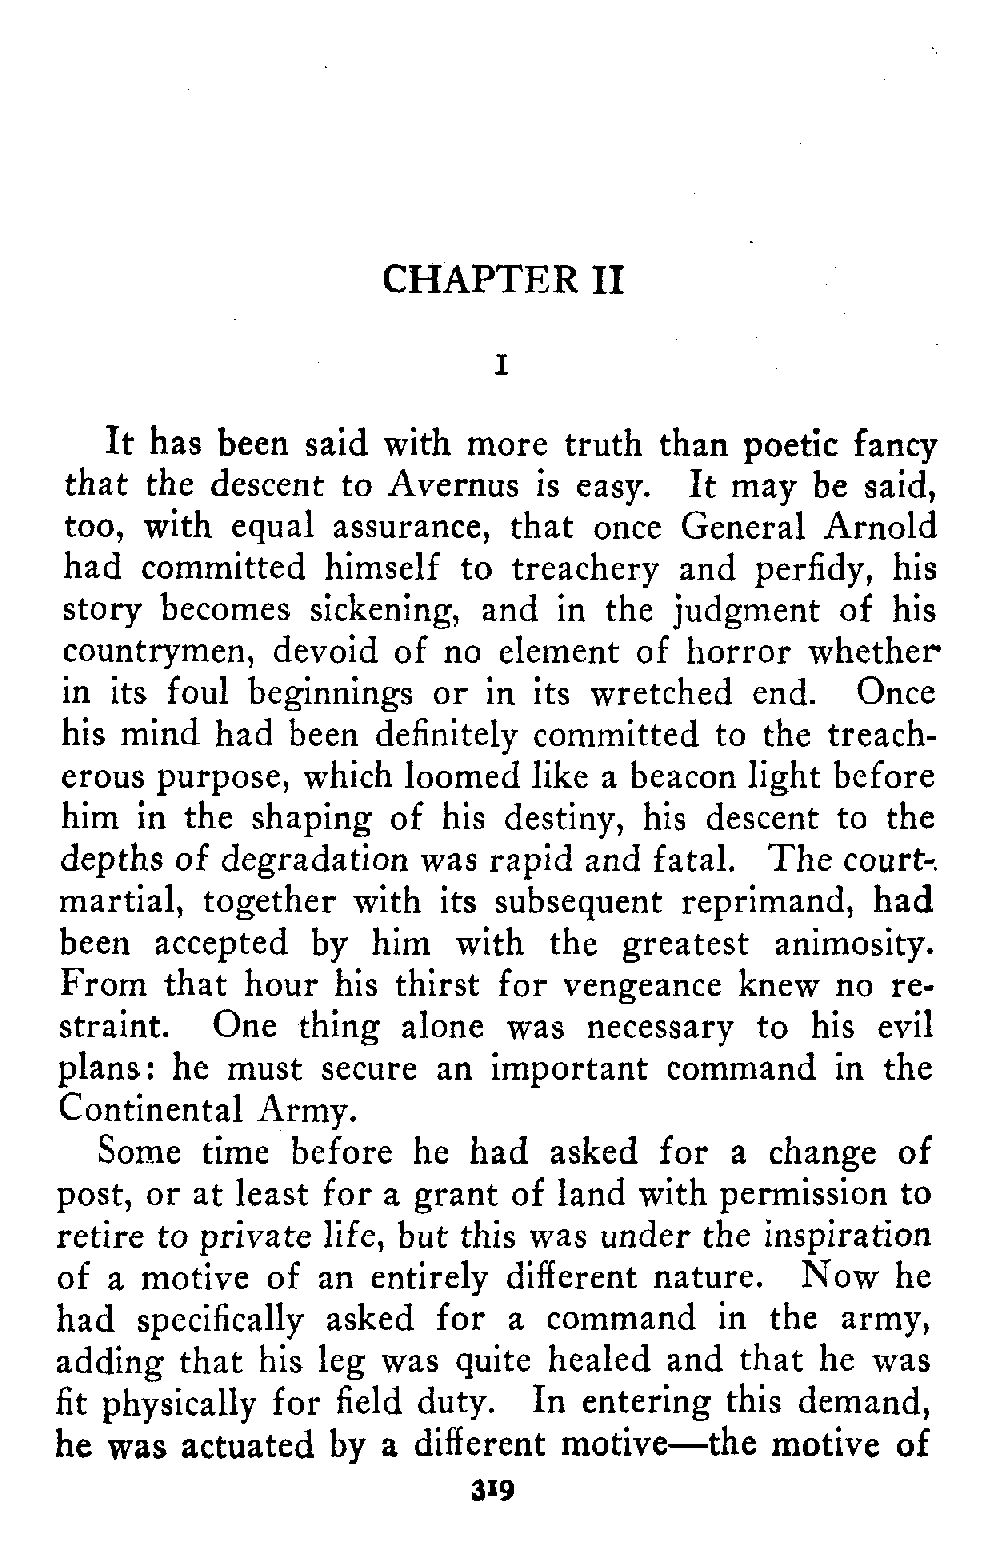 CHAPTER II
I
It has been said with more truth than poetic fancy
that the descent to Avernus is easy. It may be said,
too, with equal assurance, that once General Arnold
had committed himself to treachery and perfidy, his
story becomes sickening, and in the judgment of his
countrymen, devoid of no element of horror whether
in its foul beginnings or in its wretched end. Once
his mind had been definitely committed to the treach-
erous purpose, which loomed like a beacon light before
him in the shaping of his destiny, his descent to the
depths of degradation was rapid and fatal. The court-
martial, together with its subsequent reprimand, had
been accepted by him with the greatest animosity.
From that hour his thirst for vengeance knew no re-
straint. One thing alone was necessary to his evil
plans: he must secure an important command in the
Continental Army.
Some time before he had asked for a change of
post, or at least for a grant of land with permission to
retire to private life, but this was under the inspiration
of a motive of an entirely different nature. Now he
had specifically asked for a command in the army,
adding that his leg was quite healed and that he was
fit physically for field duty. In entering this demand,
he was actuated by a different motive—the motive of
319